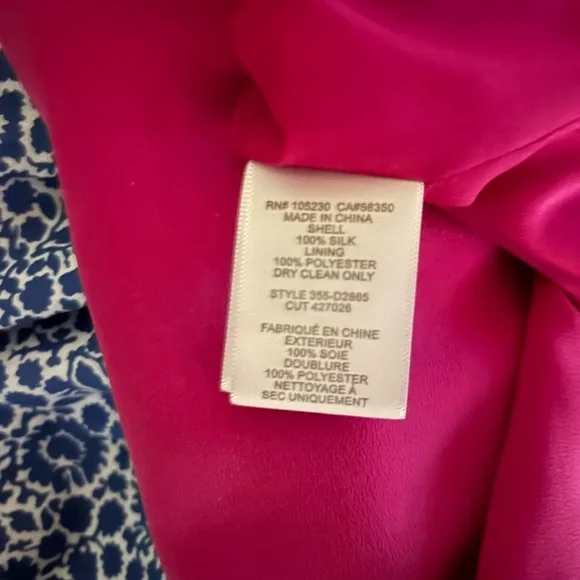 RN# 105230 CA#58350
MADE IN CHINA
SHELL
100% SILK
LINING
100% POLYESTER
DRY CLEAN ONLY
STYLE 355-D2665
CUT 427026
FABRIQUÉ EN CHINE
EXTERIEUR
100% SOIE
DOUBLURE
100% POLYESTER
NETTOYAGE À
SEC UNIQUEMENT